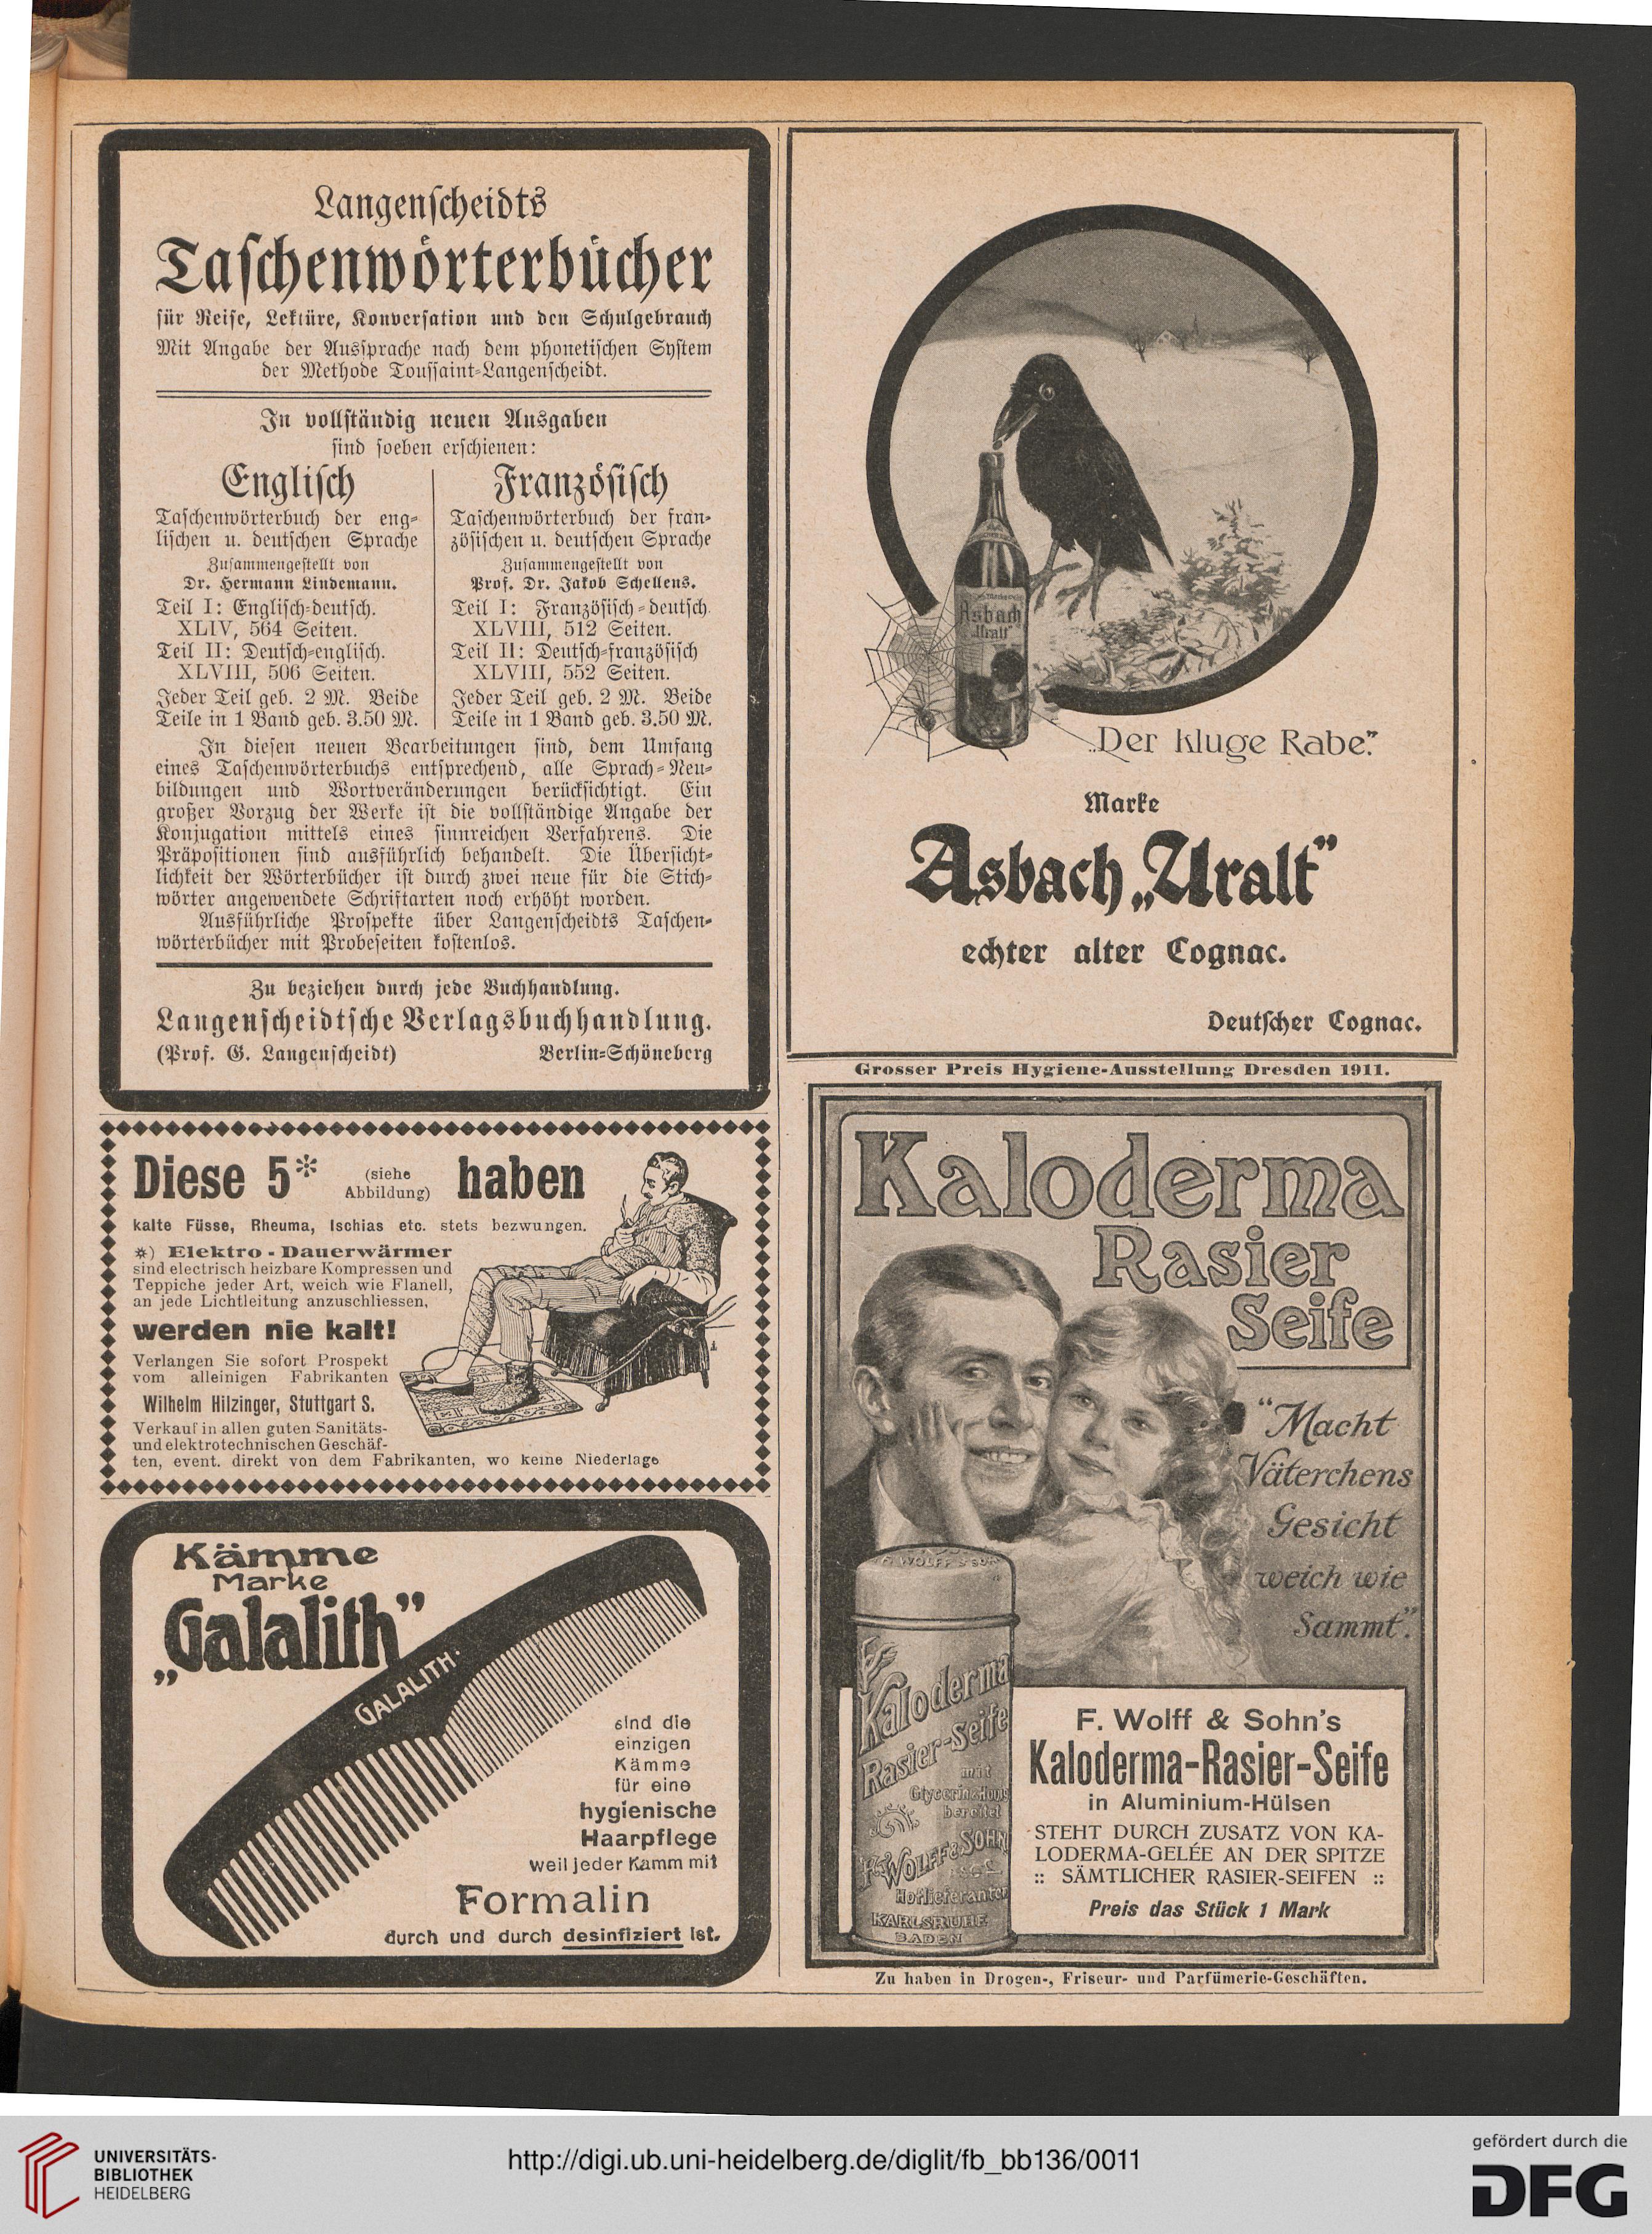 Langenscheidts
Taschenwörterbücher
für Reise, Lektüre, Konversation und den Schulgebrauch
Mit Angabe der Aussprache nach dem phonetischen System
der Methode Toussaint-Langenscheidt.
In vollständig neuen Ausgaben
sind soeben erschienen:
Englisch
Taschenwörterbuch der eng-
lischen u. deutschen Sprache
Zusammengestellt von
Dr. Hermann Lindemann.
Teil I: Englisch-deutsch.
XLIV, 564 Seiten.
Teil II: Deutsch-englisch.
XLVIII, 506 Seiten.
Jeder Teil geb. 2 M. Beide
Teile in 1 Band geb. 3.50 M.
Französisch
Taschenwörterbuch der fran-
zösischen u. deutschen Sprache
Zusammengestellt von
Prof. Dr. Jakob Schellens.
Teil I: Französisch-deutsch.
XLVIII, 512 Seiten.
Teil II: Deutsch-französisch
XLVIII, 552 Seiten.
Jeder Teil geb. 2 M. Beide
Teile in 1 Band geb. 3.50 M.
In diesen neuen Bearbeitungen sind, dem Umfang
eines Taschenwörterbuchs entsprechend, alle Sprach-Neu-
bildungen und Wortveränderungen berücksichtigt. Ein
großer Vorzug der Werke ist die vollständige Angabe der
Konjugation mittels eines sinnreichen Verfahrens. Die
Präpositionen sind ausführlich behandelt. Die Übersicht-
lichkeit der Wörterbücher ist durch zwei neue für die Stich-
wörter angewendete Schriftarten noch erhöht worden.
Ausführliche Prospekte über Langenscheidts Taschen-
wörterbücher mit Probeseiten kostenlos.
Zu beziehen durch jede Buchhandlung.
Langenscheidtsche Verlagsbuchhandlung.
(Prof. G. Langenscheidt) Berlin-Schöneberg
Diese 5* (siehe Abbildung) haben
kalte Füsse, Rheuma, Ischias etc. stets bezwungen.
*) Elektro-Dauerwärmer
sind electrisch heizbare Kompressen und
Teppiche jeder Art, weich wie Flanell,
an jede Lichtleitung anzuschliessen,
werden nie kalt!
Verlangen Sie sofort Prospekt
vom alleinigen Fabrikanten
Wilhelm Hilzinger, Stuttgart S.
Verkauf in allen guten Sanitäts-
und elektrotechnischen Geschäf-
ten, event. direkt von dem Fabrikanten, wo keine Niederlage
Kämme
Marke
„Galalith”
GALALITH.
sind die
einzigen
Kämme
für eine
hygienische
Haarpflege
weil jeder Kamm mit
Formalin
durch und durch desinfiziert ist.
Asbach
„Uralt”
„Der kluge Rabe.”
Marke
Asbach „Uralt”
echter alter Cognac.
Deutscher Cognac.
Grosser Preis Hygiene-Ausstellung Dresden 1911.
Kaloderma
Rasier
Seife
“Macht
Väterchens
Gesicht
weich wie
Sammt”.
F. WOLFF & SOHN
Kaloderma
Rasier-Seife
mit
bereitet
F. WOLFF & SOHN
Hoflieferanten
KARLSRUHE
BADEN
F. Wolff & Sohn's
Kaloderma-Rasier-Seife
in Aluminium-Hülsen
STEHT DURCH ZUSATZ VON KA-
LODERMA-GELÉE AN DER SPITZE
:: SÄMTLICHER RASIER-SEIFEN ::
Preis das Stück 1 Mark
Zu haben in Drogen-, Friseur- und Parfümerie-Geschäften.
UNIVERSITÄTS-
BIBLIOTHEK
HEIDELBERG
http://digi.ub.uni-heidelberg.de/diglit/fb_bb136/0011
gefördert durch die
DFG